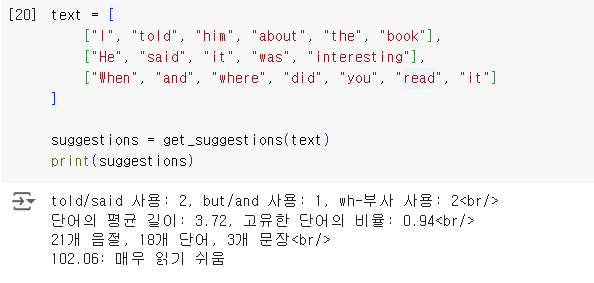 [20] text = [
["I", "told", "him", "about", "the", "book"],
["He", "said", "it", "was", "interesting"],
["When", "and", "where", "did", "you", "read", "it"]
]
suggestions = get_suggestions(text)
print(suggestions)
told/said 사용: 2, but/and 사용: 1, wh-부사 사용: 2<br/>
단어의 평균 길이: 3.72, 고유한 단어의 비율: 0.94<br/>
21개 음절, 18개 단어, 3개 문장<br/>
102.06: 매우 읽기 쉬움